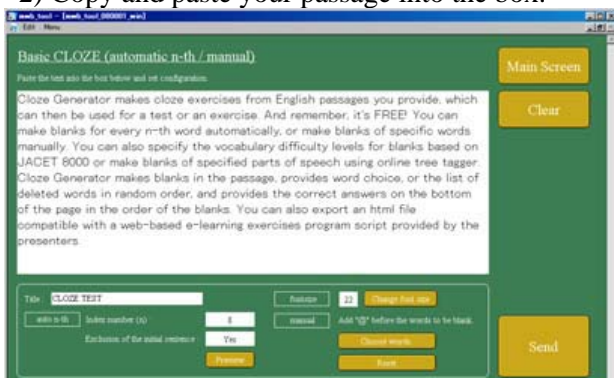 2) Copy and paste your passage into the box.
mwb_tool - [mwb_tool_000001_win]
Edit Menu
Basic CLOZE (automatic n-th / manual)
Paste the text into the box below and set configuration.
Main Screen
Clear
Cloze Generator makes cloze exercises from English passages you provide, which
can then be used for a test or an exercise. And remember, it's FREE! You can
make blanks for every n-th word automatically, or make blanks of specific words
manually. You can also specify the vocabulary difficulty levels for blanks based on
JACET 8000 or make blanks of specified parts of speech using online tree tagger.
Cloze Generator makes blanks in the passage, provides word choice, or the list of
deleted words in random order, and provides the correct answers on the bottom
of the page in the order of the blanks. You can also export an html file
compatible with a web-based e-learning exercises program script provided by the
presenters.
Title CLOZE TEST
fontsize 22 Change font size
auto n-th Index number (n) 8
manual Add "@" before the words to be blank.
Exclusion of the initial sentence Yes
Choose words
Preview
Reset
Send